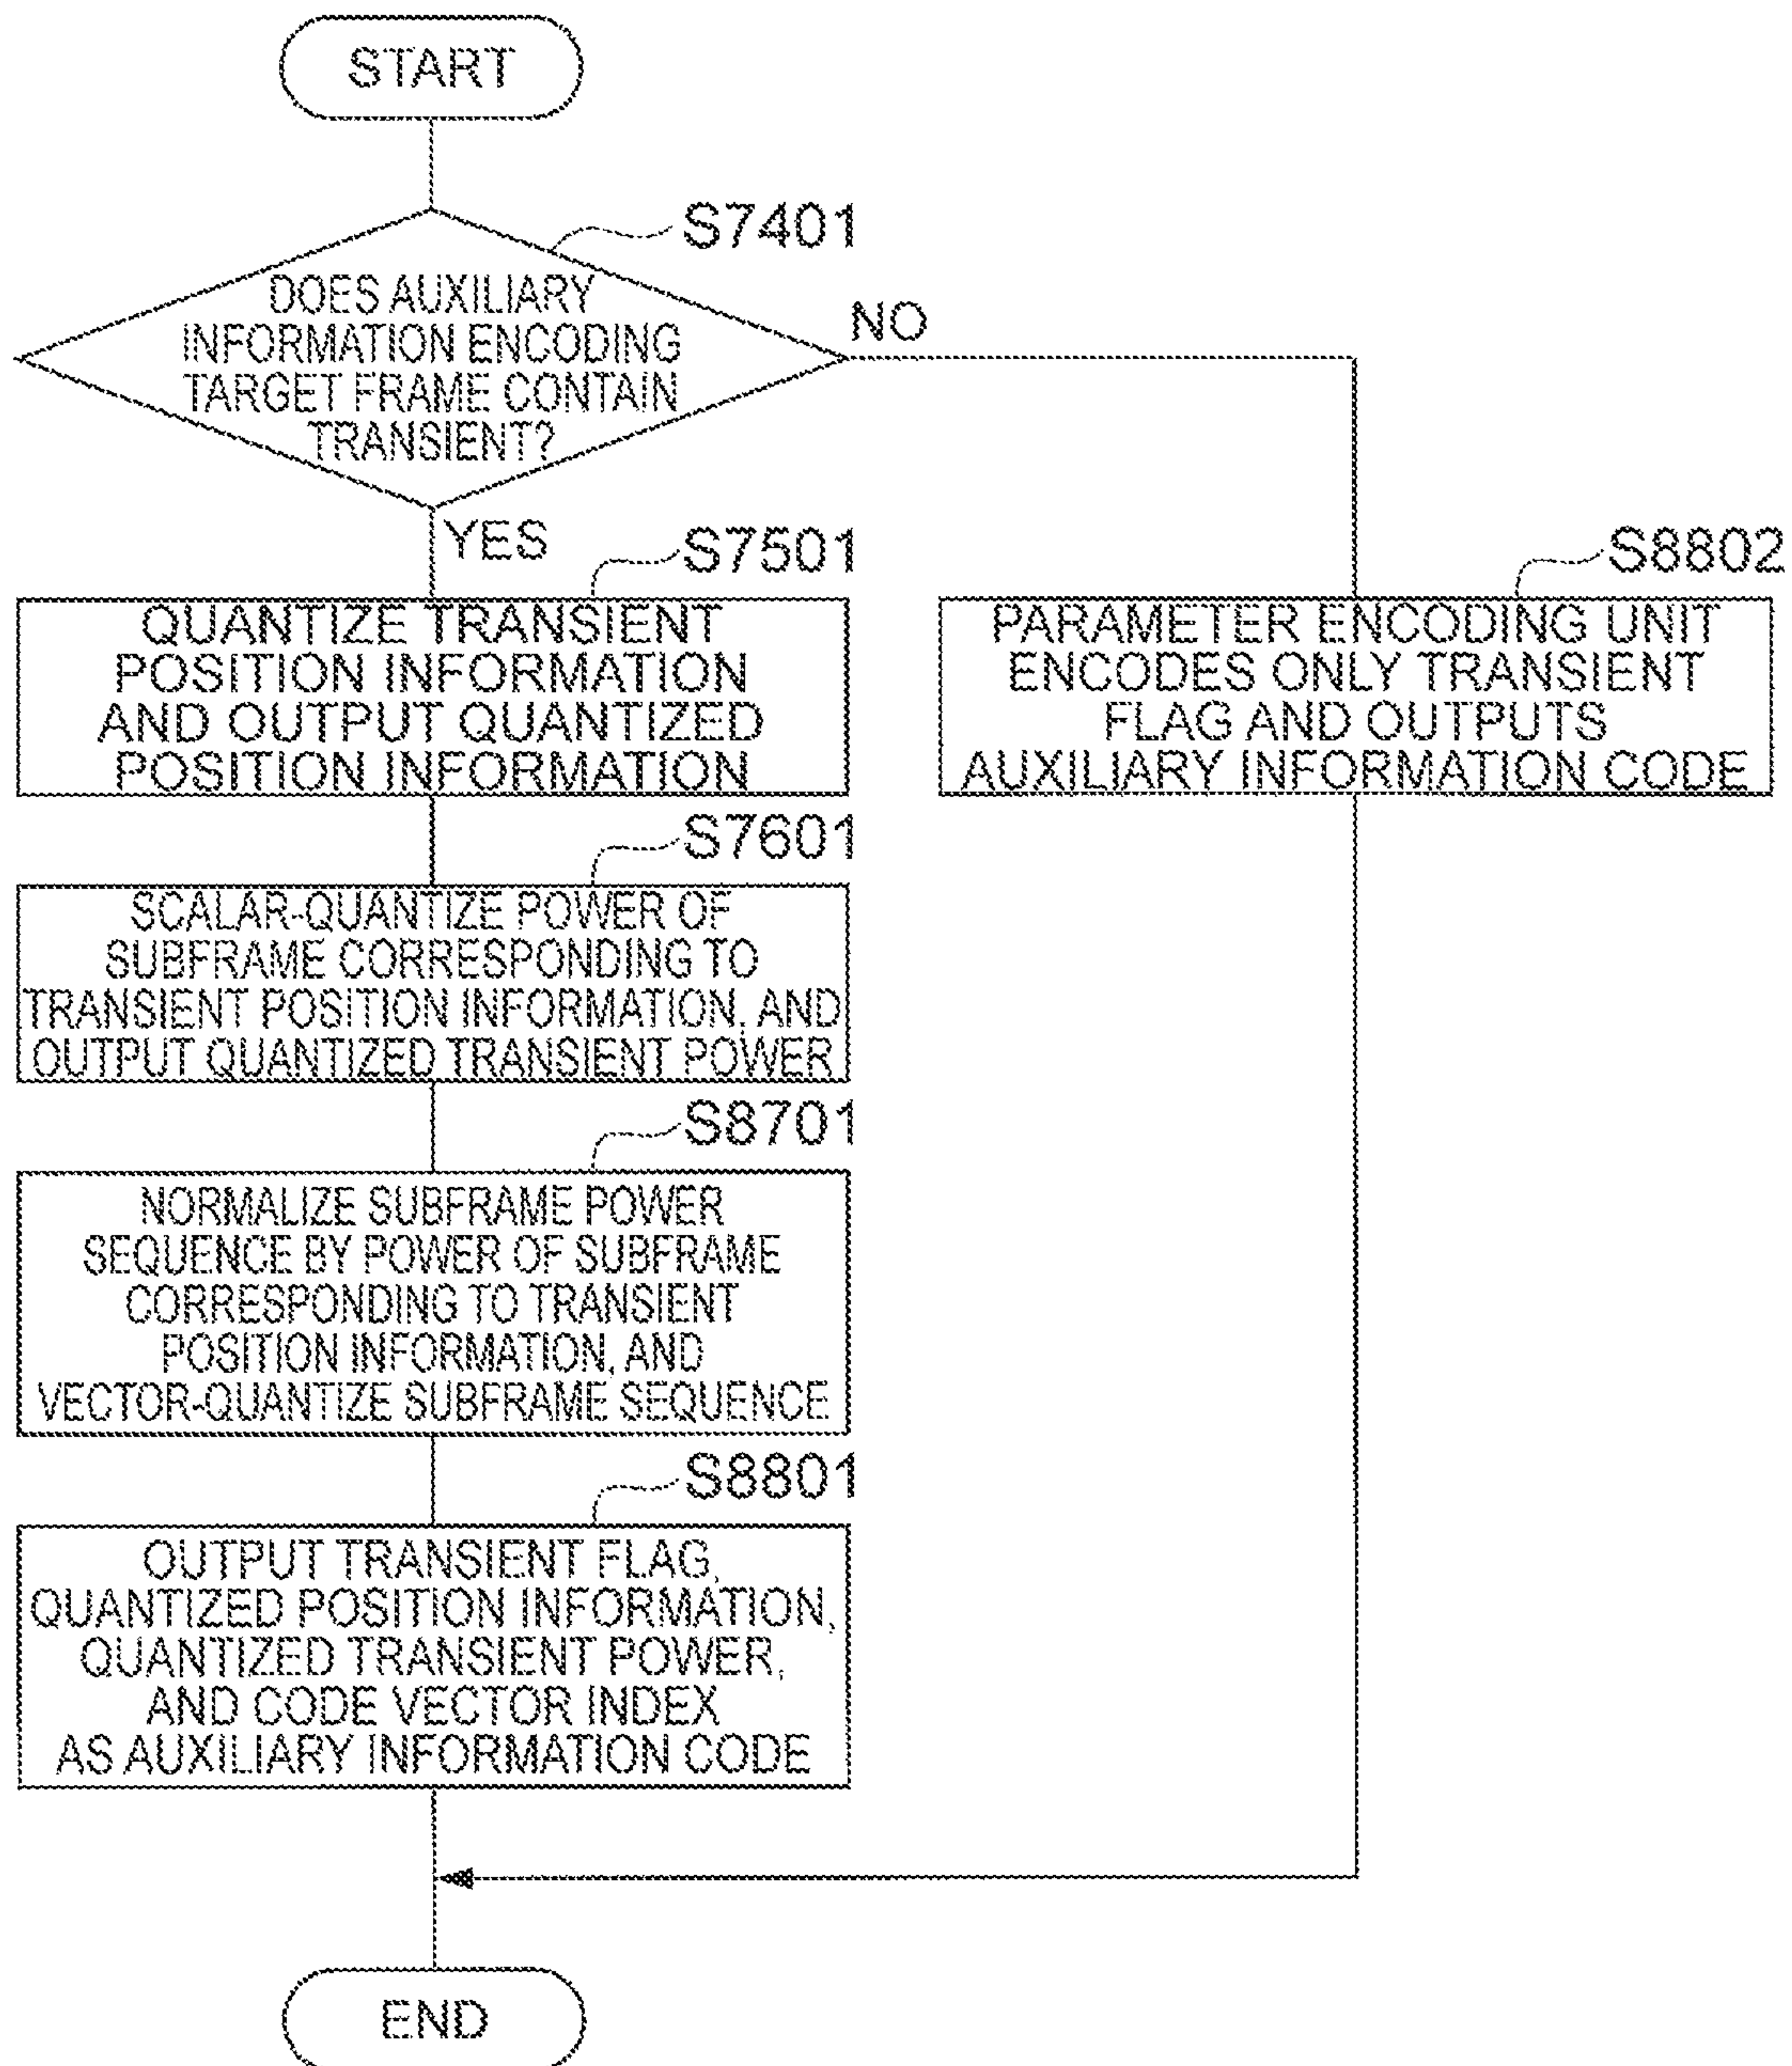 START
S7401
DOES AUXILIARY
INFORMATION ENCODING
TARGET FRAME CONTAIN
TRANSIENT?
NO
YES
S7501
QUANTIZE TRANSIENT
POSITION INFORMATION
AND OUTPUT QUANTIZED
POSITION INFORMATION
S8802
PARAMETER ENCODING UNIT
ENCODES ONLY TRANSIENT
FLAG AND OUTPUTS
AUXILIARY INFORMATION CODE
S7601
SCALAR-QUANTIZE POWER OF
SUBFRAME CORRESPONDING TO
TRANSIENT POSITION INFORMATION, AND
OUTPUT QUANTIZED TRANSIENT POWER
S8701
NORMALIZE SUBFRAME POWER
SEQUENCE BY POWER OF SUBFRAME
CORRESPONDING TO TRANSIENT
POSITION INFORMATION, AND
VECTOR-QUANTIZE SUBFRAME SEQUENCE
S8801
OUTPUT TRANSIENT FLAG,
QUANTIZED POSITION INFORMATION,
QUANTIZED TRANSIENT POWER,
AND CODE VECTOR INDEX
AS AUXILIARY INFORMATION CODE
END